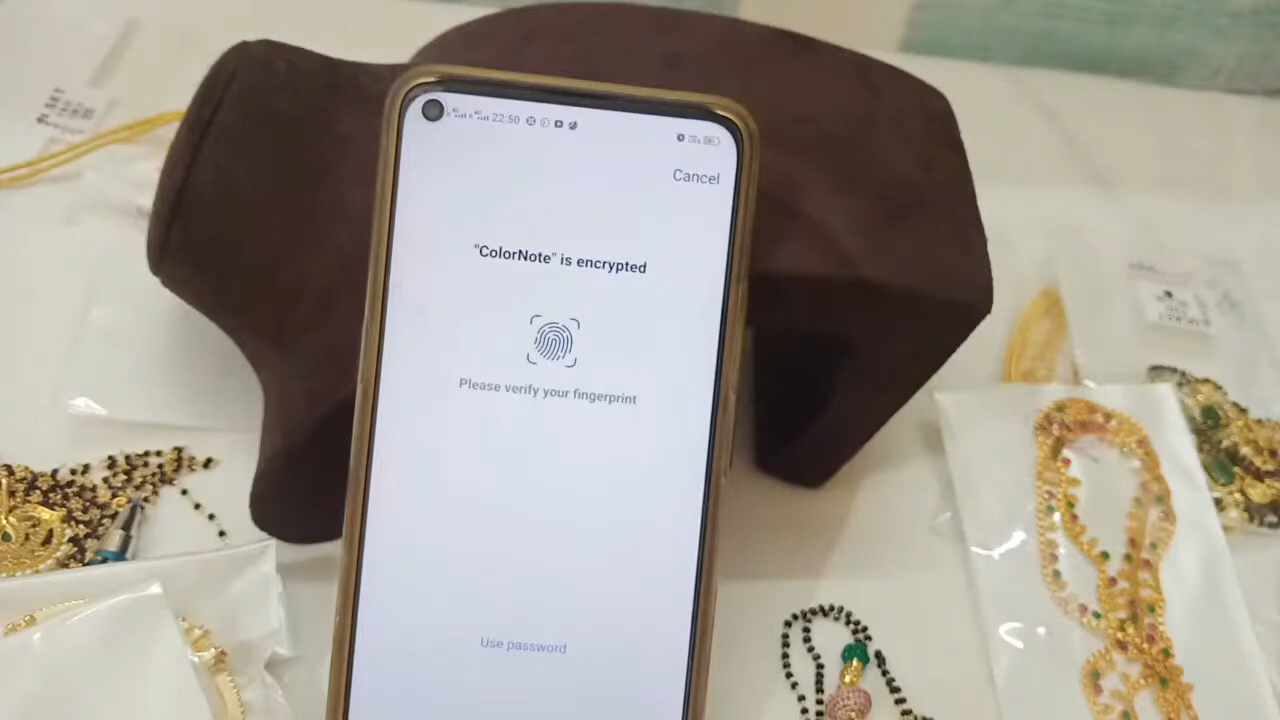 22:50
Cancel
"ColorNote" is encrypted
Please verify your fingerprint
Use password